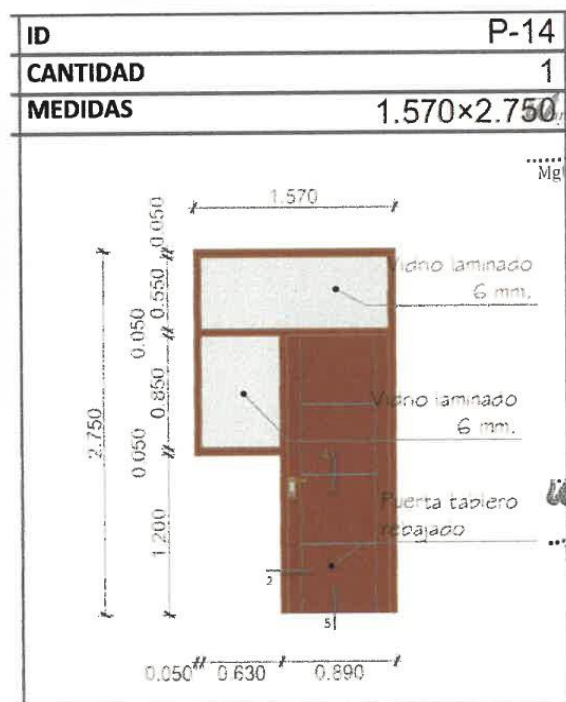 ID P-14
CANTIDAD 1
MEDIDAS 1.570×2.750
Mg
1.570
0.050
0.550
0.050
0.850
0.050
1.200
2.750
Vidrio laminado
6 mm.
Vidrio laminado
6 mm.
Puerta tablero
rebajado
2
5
0.050 0.630 0.890